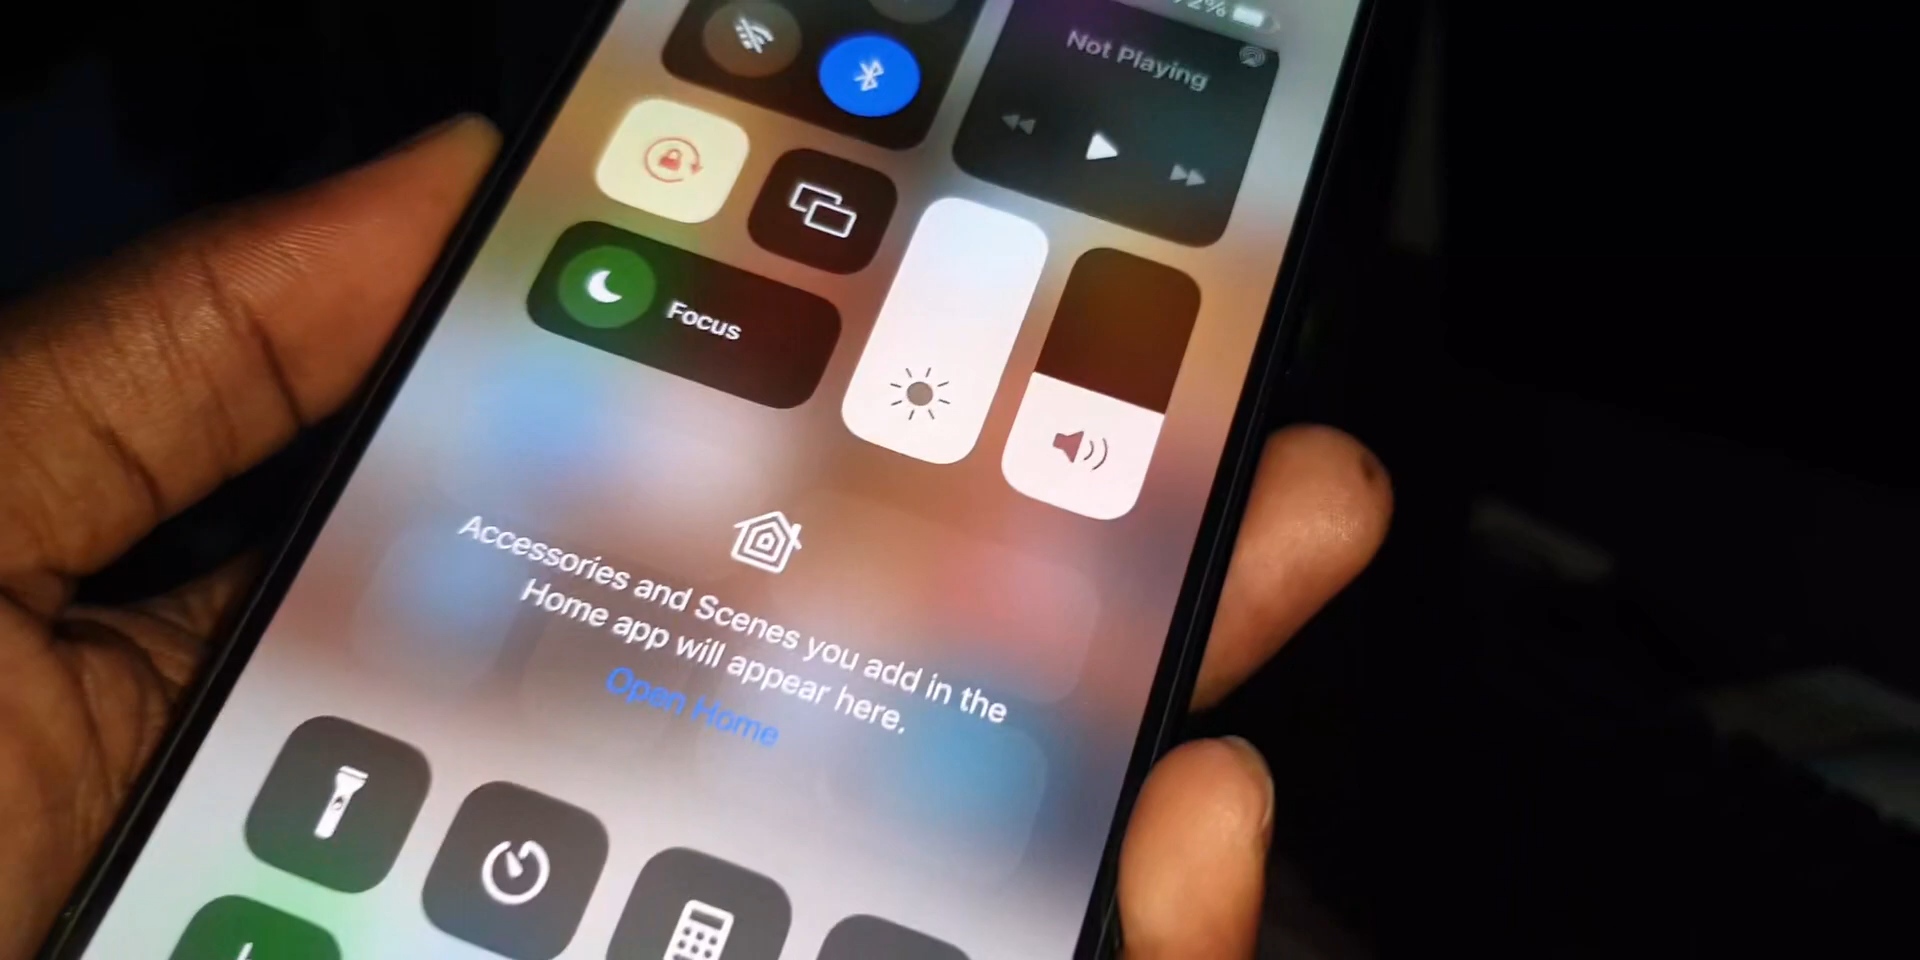 Not Playing
Focus
Accessories and Scenes you add in the
Home app will appear here.
Open Home